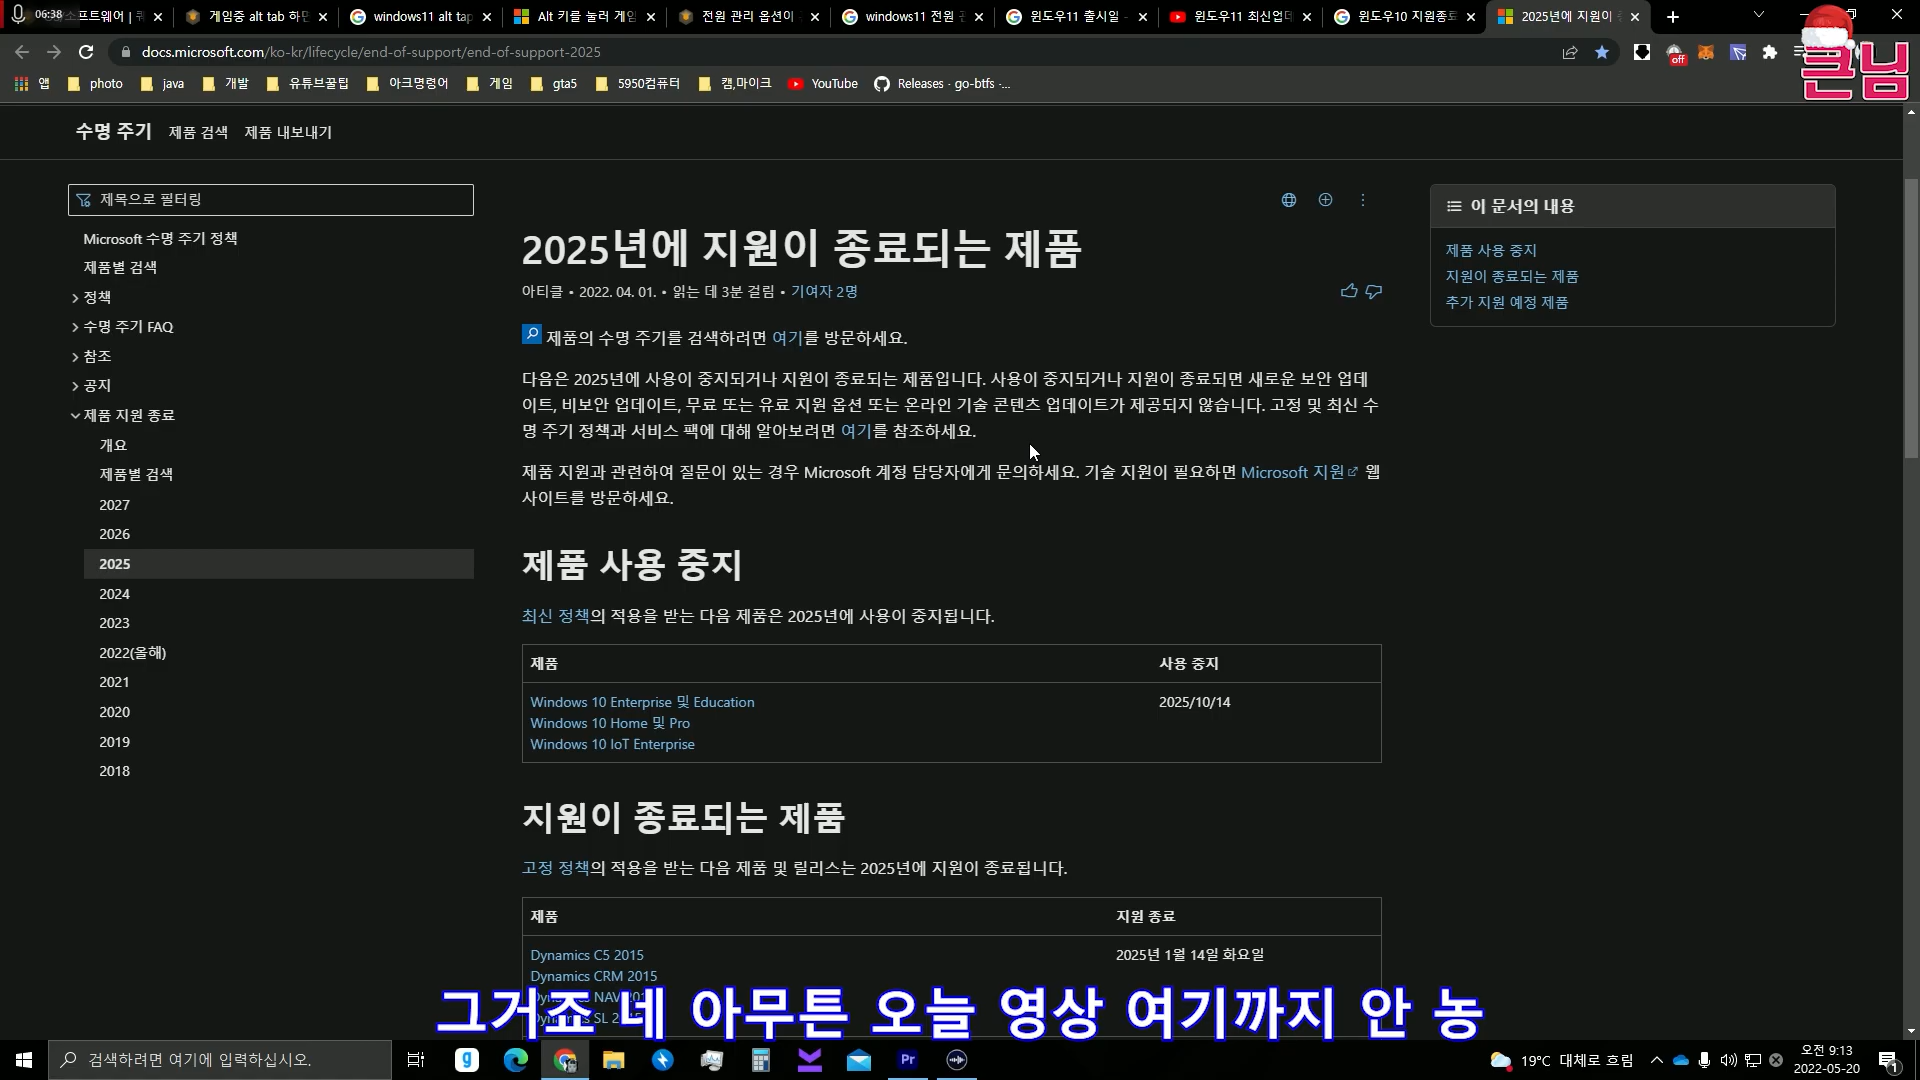 06:38
소프트웨어 | 쿼
게임중 alt tab 하면
windows11 alt tap
Alt 키를 눌러 게임
전원 관리 옵션이
windows11 전원 관
윈도우11 출시일 -
윈도우11 최신업데
윈도우10 지원종료
2025년에 지원이
docs.microsoft.com/ko-kr/lifecycle/end-of-support/end-of-support-2025
off
큰님
앱
photo
java
개발
유튜브꿀팁
아크명령어
게임
gta5
5950컴퓨터
캠,마이크
YouTube
Releases · go-btfs -...
수명 주기
제품 검색
제품 내보내기
제목으로 필터링
Microsoft 수명 주기 정책
제품별 검색
정책
수명 주기 FAQ
참조
공지
제품 지원 종료
개요
제품별 검색
2027
2026
2025
2024
2023
2022(올해)
2021
2020
2019
2018
2025년에 지원이 종료되는 제품
아티클 • 2022. 04. 01. • 읽는 데 3분 걸림 • 기여자 2명
제품의 수명 주기를 검색하려면 여기를 방문하세요.
다음은 2025년에 사용이 중지되거나 지원이 종료되는 제품입니다. 사용이 중지되거나 지원이 종료되면 새로운 보안 업데
이트, 비보안 업데이트, 무료 또는 유료 지원 옵션 또는 온라인 기술 콘텐츠 업데이트가 제공되지 않습니다. 고정 및 최신 수
명 주기 정책과 서비스 팩에 대해 알아보려면 여기를 참조하세요.
제품 지원과 관련하여 질문이 있는 경우 Microsoft 계정 담당자에게 문의하세요. 기술 지원이 필요하면 Microsoft 지원 웹
사이트를 방문하세요.
제품 사용 중지
최신 정책의 적용을 받는 다음 제품은 2025년에 사용이 중지됩니다.
제품
사용 중지
Windows 10 Enterprise 및 Education
2025/10/14
Windows 10 Home 및 Pro
Windows 10 IoT Enterprise
지원이 종료되는 제품
고정 정책의 적용을 받는 다음 제품 및 릴리스는 2025년에 지원이 종료됩니다.
제품
지원 종료
Dynamics C5 2015
2025년 1월 14일 화요일
Dynamics CRM 2015
이 문서의 내용
제품 사용 중지
지원이 종료되는 제품
추가 지원 예정 제품
그거죠 네 아무튼 오늘 영상 여기까지 안 농
검색하려면 여기에 입력하십시오.
Pr
19°C 대체로 흐림
오전 9:13
2022-05-20
1